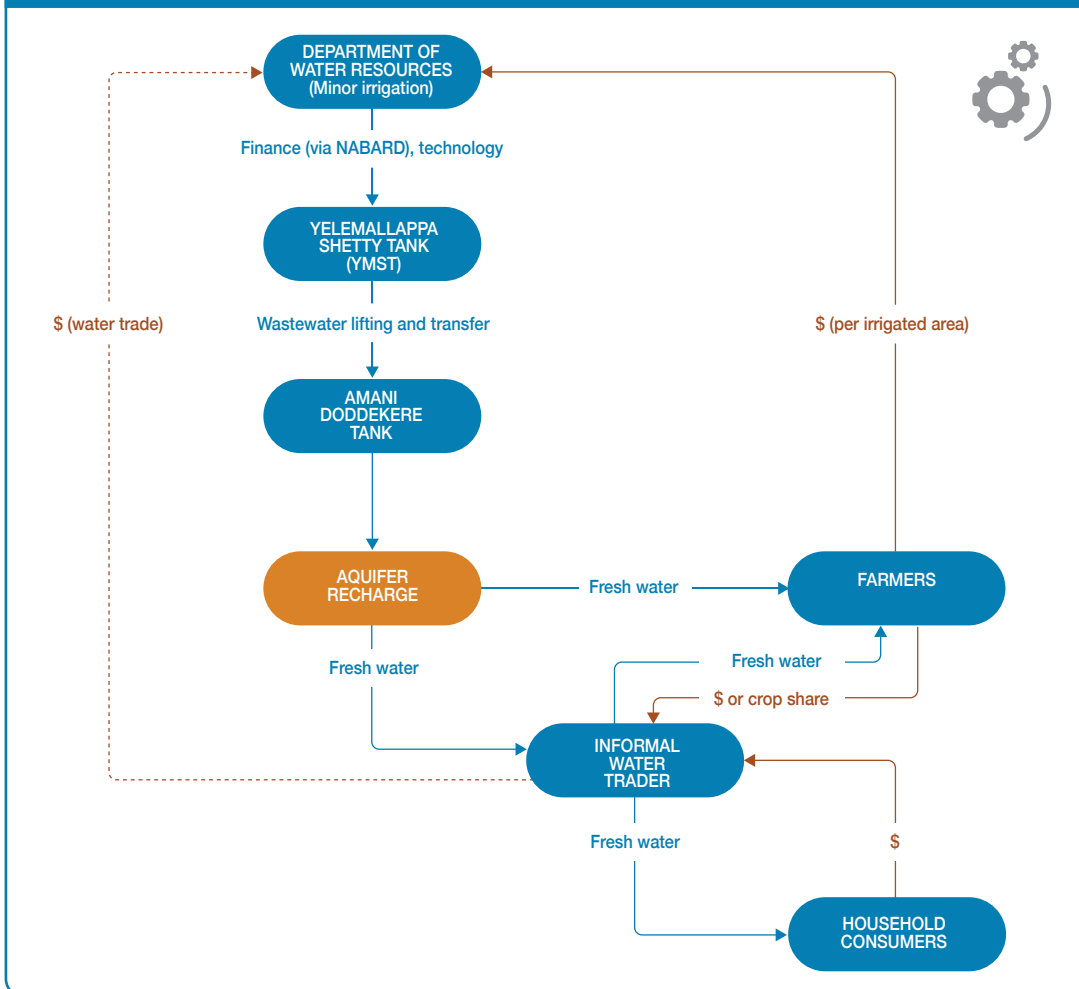 DEPARTMENT OF
WATER RESOURCES
(Minor irrigation)
Finance (via NABARD), technology
YELEMALLAPPA
SHETTY TANK
(YMST)
$ (water trade)
Wastewater lifting and transfer
$ (per irrigated area)
AMANI
DODDEKERE
TANK
AQUIFER
RECHARGE
Fresh water
FARMERS
Fresh water
Fresh water
$ or crop share
INFORMAL
WATER
TRADER
Fresh water
$
HOUSEHOLD
CONSUMERS